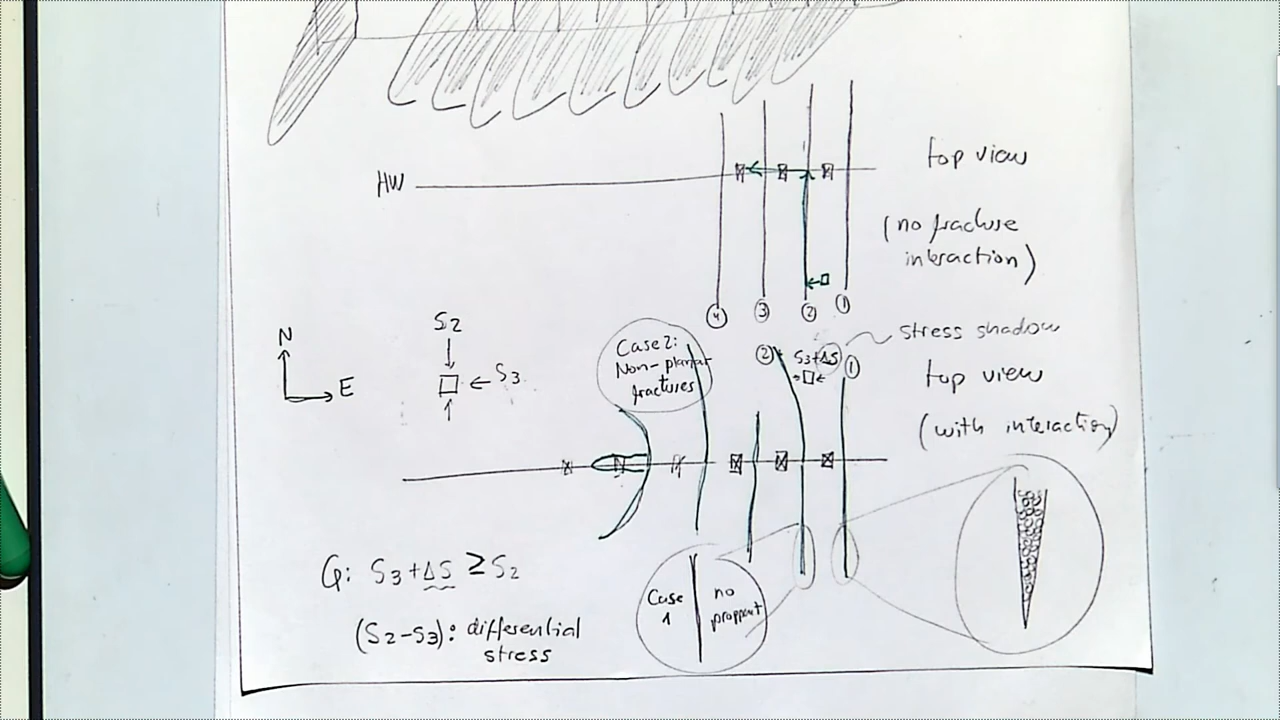 top view
HW
(no fracture
interaction)
4
3
2
1
N
E
S2
S3
Case 2:
Non-planar
fractures
2
S3+ΔS
1
stress shadow
top view
(with interaction)
Q: S3+ΔS ≥ S2
(S2-S3): differential
stress
Case
1
no
proppant